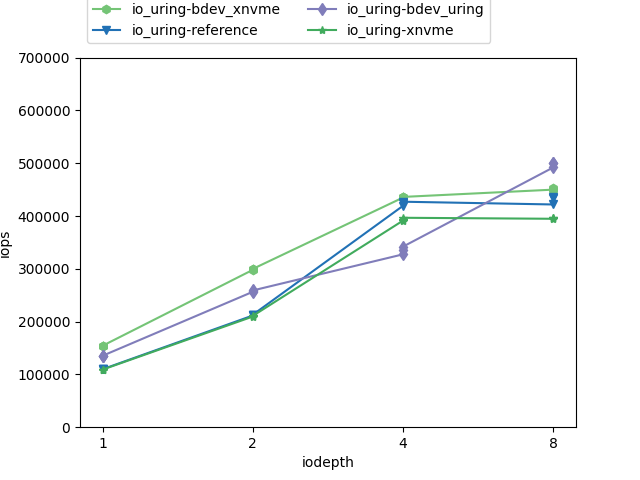 io_uring-bdev_xnvme io_uring-bdev_uring
io_uring-reference io_uring-xnvme
700000
600000
500000
400000
300000
200000
100000
0
iops
1 2 4 8
iodepth